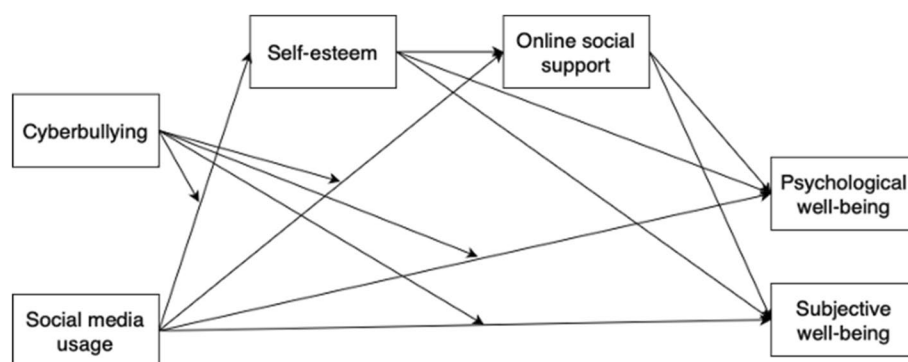 Self-esteem
Online social
support
Cyberbullying
Psychological
well-being
Social media
usage
Subjective
well-being